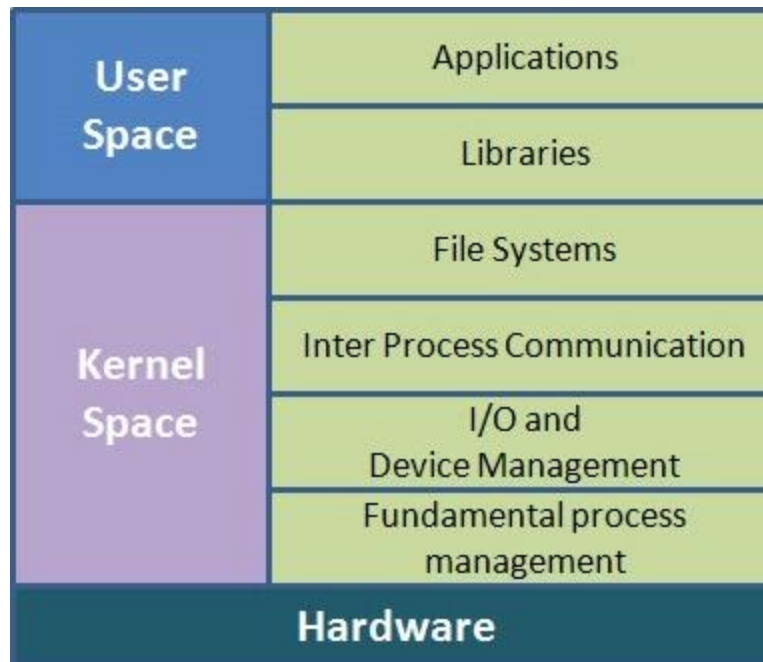 User
Space
Applications
Libraries
Kernel
Space
File Systems
Inter Process Communication
I/O and
Device Management
Fundamental process
management
Hardware